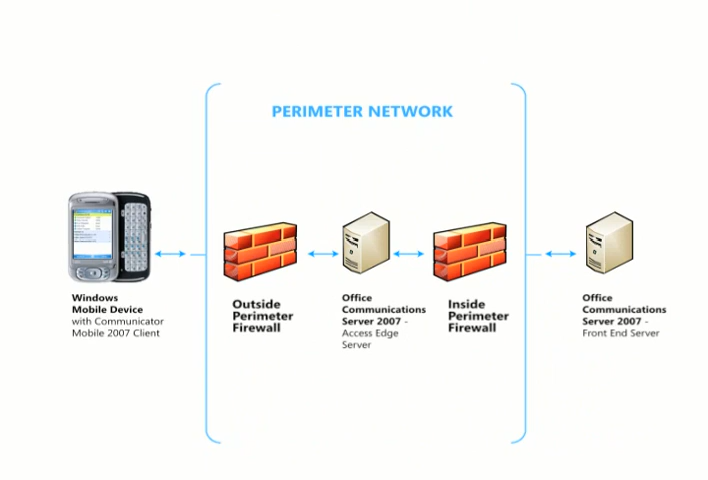 PERIMETER NETWORK
Windows
Mobile Device
with Communicator
Mobile 2007 Client
Outside
Perimeter
Firewall
Office
Communications
Server 2007 -
Access Edge
Server
Inside
Perimeter
Firewall
Office
Communications
Server 2007 -
Front End Server